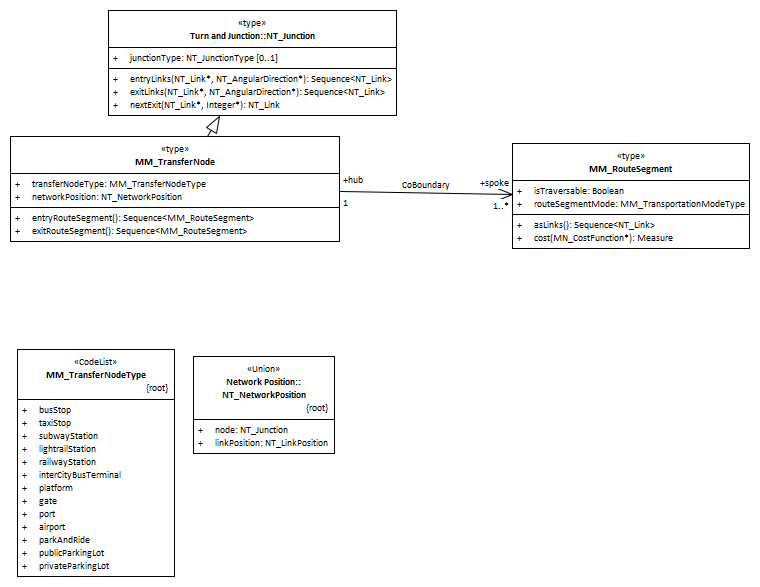 «type»
Turn and Junction::NT_Junction
+ junctionType: NT_JunctionType [0..1]
+ entryLinks(NT_Link*, NT_AngularDirection*): Sequence<NT_Link>
+ exitLinks(NT_Link*, NT_AngularDirection*): Sequence<NT_Link>
+ nextExit(NT_Link*, Integer*): NT_Link
«type»
MM_TransferNode
+ transferNodeType: MM_TransferNodeType
+ networkPosition: NT_NetworkPosition
+ entryRouteSegment(): Sequence<MM_RouteSegment>
+ exitRouteSegment(): Sequence<MM_RouteSegment>
+hub
1
CoBoundary
+spoke
1..*
«type»
MM_RouteSegment
+ isTraversable: Boolean
+ routeSegmentMode: MM_TransportationModeType
+ asLinks(): Sequence<NT_Link>
+ cost(MN_CostFunction*): Measure
«CodeList»
MM_TransferNodeType
{root}
+ busStop
+ taxiStop
+ subwayStation
+ lightrailStation
+ railwayStation
+ interCityBusTerminal
+ platform
+ gate
+ port
+ airport
+ parkAndRide
+ publicParkingLot
+ privateParkingLot
«Union»
Network Position::
NT_NetworkPosition
{root}
+ node: NT_Junction
+ linkPosition: NT_LinkPosition